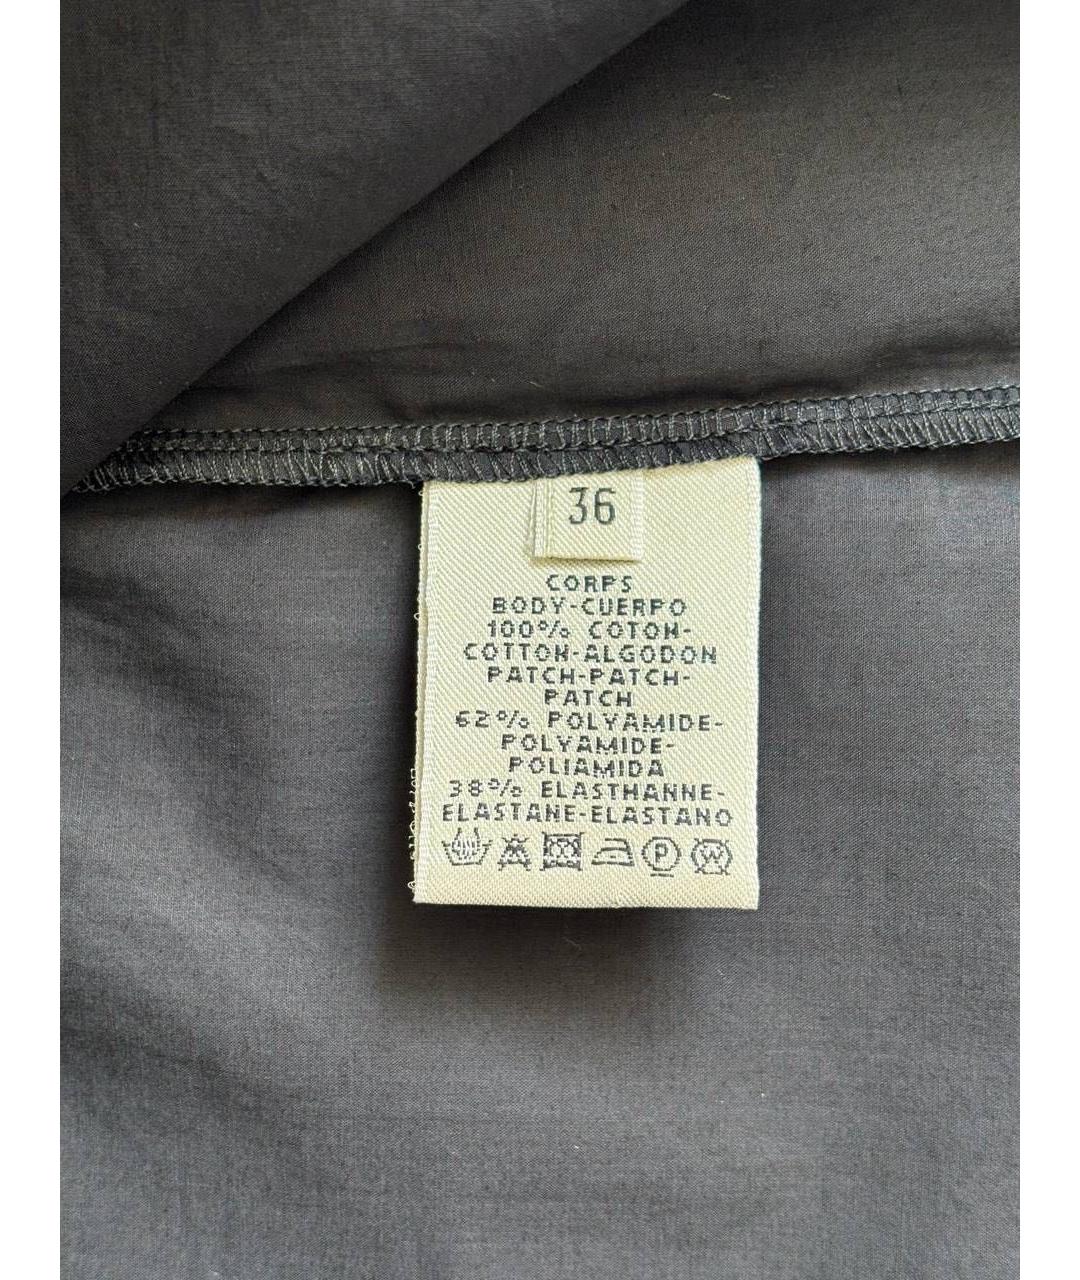 36
CORPS
BODY-CUERPO
100% COTON-
COTTON-ALGODON
PATCH-PATCH-
PATCH
62% POLYAMIDE-
POLYAMIDE-
POLIAMIDA
38% ELASTHANNE-
ELASTANE-ELASTANO
P W